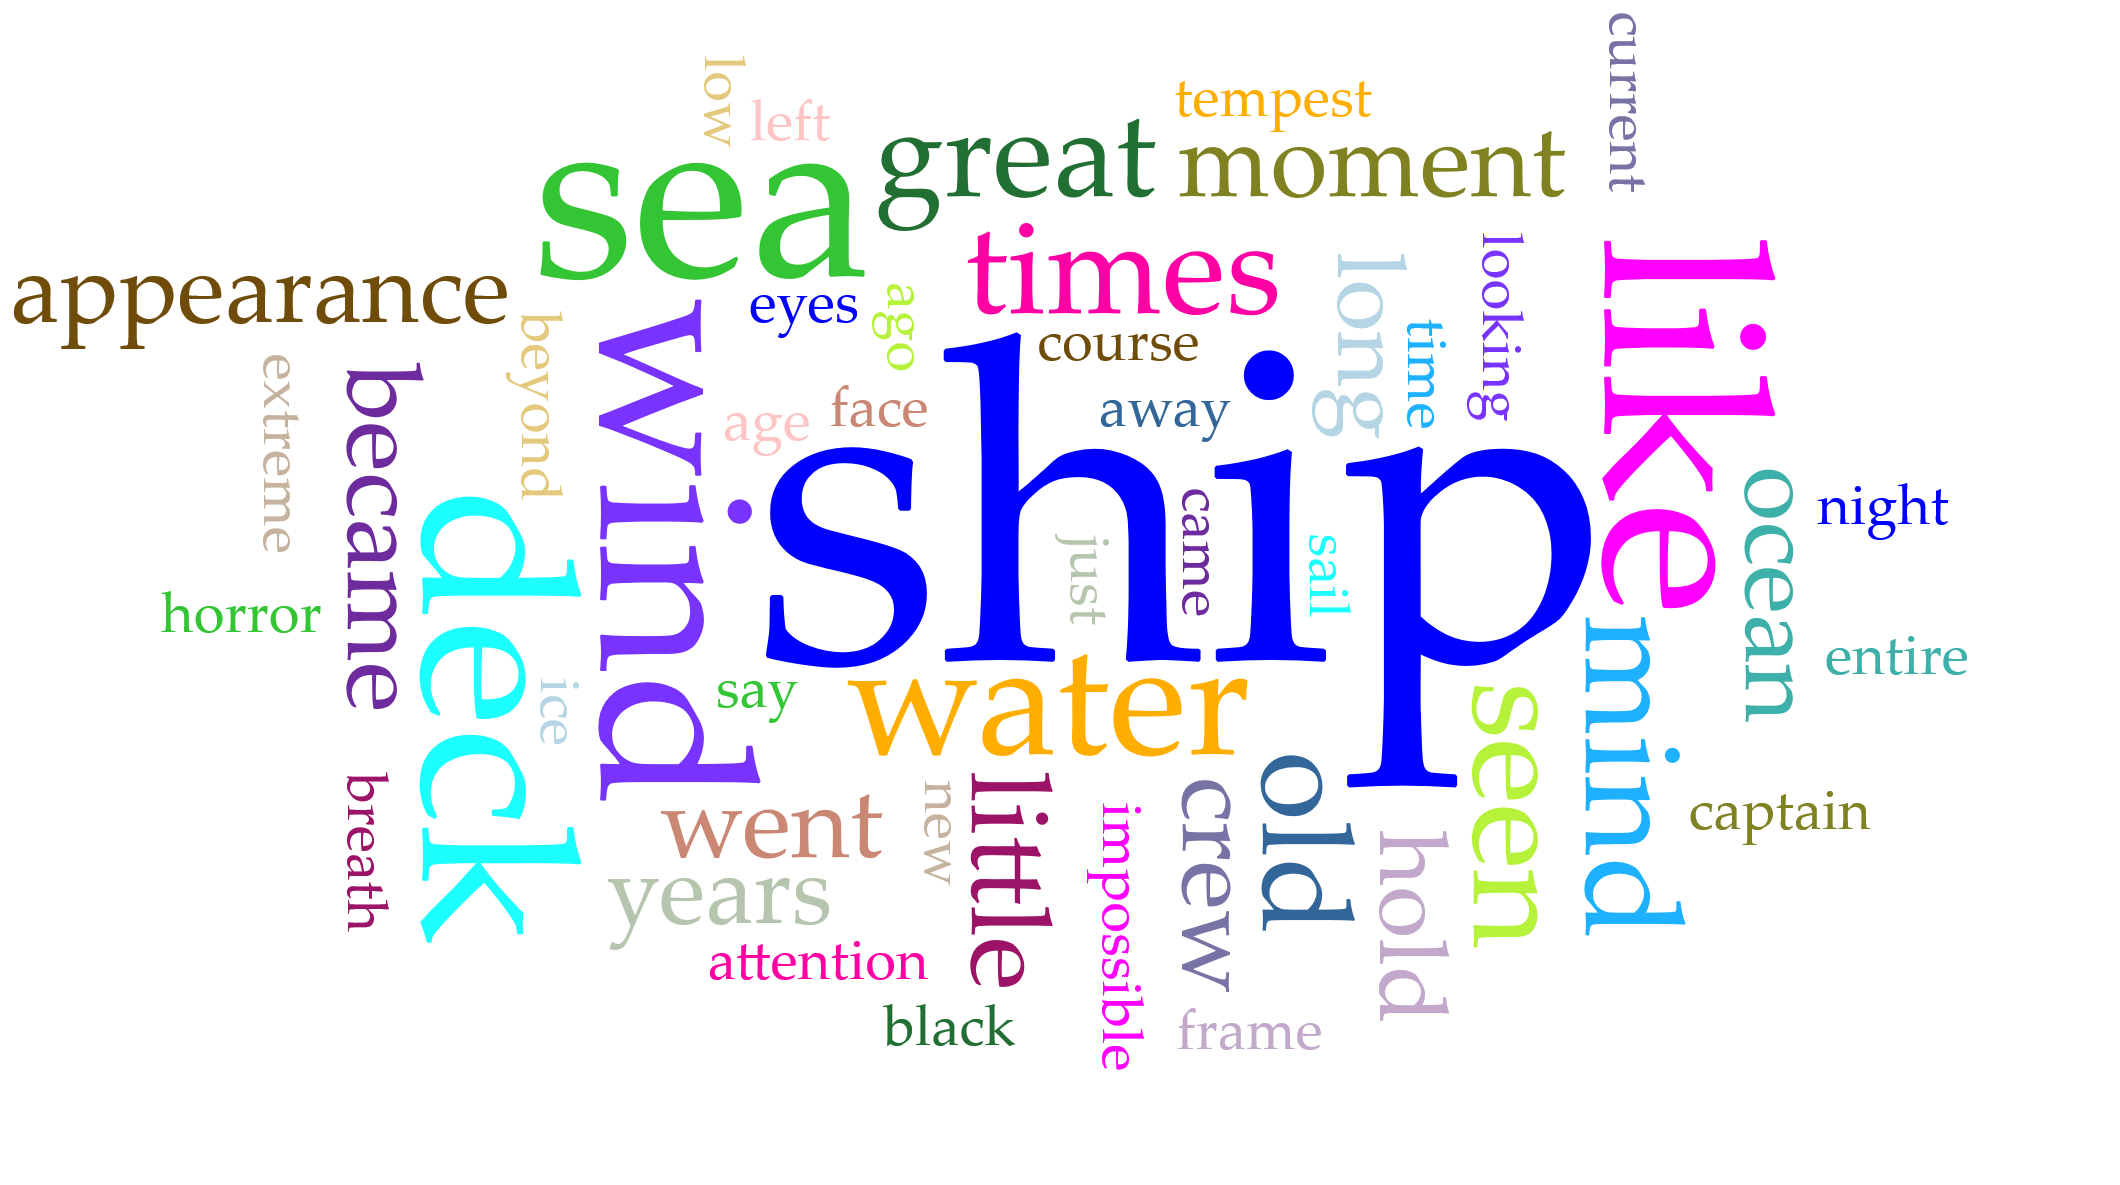 current
low
left
tempest
sea
great
moment
appearance
times
long
looking
like
eyes
ago
beyond
wind
course
time
extreme
became
age
face
away
ship
deck
ocean
night
just
came
sail
horror
mind
entire
ice
say
water
seen
breath
went
new
little
crew
old
captain
impossible
hold
years
attention
black
frame